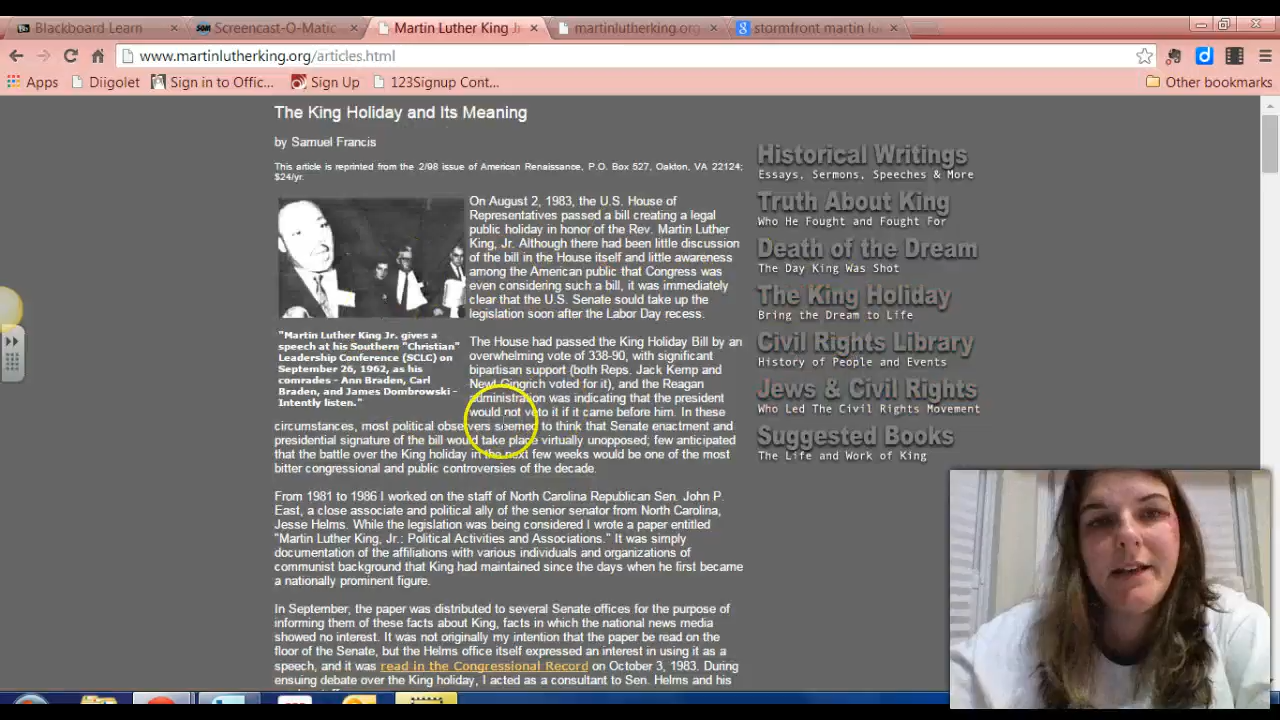 Blackboard Learn
Screencast-O-Matic
Martin Luther King J
martinlutherking.org
stormfront martin lu
www.martinlutherking.org/articles.html
Apps
Diigolet
Sign in to Offic...
Sign Up
123Signup Cont...
Other bookmarks
The King Holiday and Its Meaning
by Samuel Francis
This article is reprinted from the 2/98 issue of American Renaissance, P.O. Box 527, Oakton, VA 22124;
$24/yr.
On August 2, 1983, the U.S. House of
Representatives passed a bill creating a legal
public holiday in honor of the Rev. Martin Luther
King, Jr. Although there had been little discussion
of the bill in the House itself and little awareness
among the American public that Congress was
even considering such a bill, it was immediately
clear that the U.S. Senate sould take up the
legislation soon after the Labor Day recess.
"Martin Luther King Jr. gives a
speech at his Southern "Christian"
Leadership Conference (SCLC) on
September 26, 1962, as his
comrades - Ann Braden, Carl
Braden, and James Dombrowski -
Intently listen."
The House had passed the King Holiday Bill by an
overwhelming vote of 338-90, with significant
bipartisan support (both Reps. Jack Kemp and
Newt Gingrich voted for it), and the Reagan
administration was indicating that the president
would not veto it if it came before him. In these
circumstances, most political observers seemed to think that Senate enactment and
presidential signature of the bill would take place virtually unopposed; few anticipated
that the battle over the King holiday in the next few weeks would be one of the most
bitter congressional and public controversies of the decade.
From 1981 to 1986 I worked on the staff of North Carolina Republican Sen. John P.
East, a close associate and political ally of the senior senator from North Carolina,
Jesse Helms. While the legislation was being considered I wrote a paper entitled
"Martin Luther King, Jr.: Political Activities and Associations." It was simply
documentation of the affiliations with various individuals and organizations of
communist background that King had maintained since the days when he first became
a nationally prominent figure.
In September, the paper was distributed to several Senate offices for the purpose of
informing them of these facts about King, facts in which the national news media
showed no interest. It was not originally my intention that the paper be read on the
floor of the Senate, but the Helms office itself expressed an interest in using it as a
speech, and it was read in the Congressional Record on October 3, 1983. During
ensuing debate over the King holiday, I acted as a consultant to Sen. Helms and his
Historical Writings
Essays, Sermons, Speeches & More
Truth About King
Who He Fought and Fought For
Death of the Dream
The Day King Was Shot
The King Holiday
Bring the Dream to Life
Civil Rights Library
History of People and Events
Jews & Civil Rights
Who Led The Civil Rights Movement
Suggested Books
The Life and Work of King